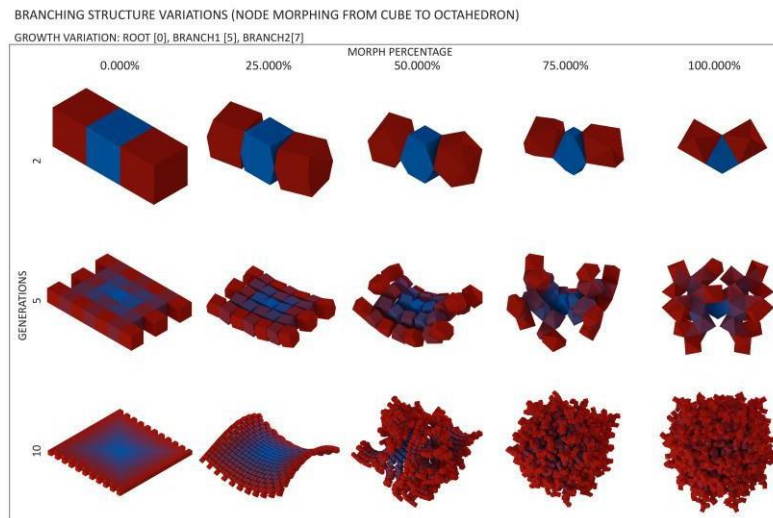 BRANCHING STRUCTURE VARIATIONS (NODE MORPHING FROM CUBE TO OCTAHEDRON)
GROWTH VARIATION: ROOT [0], BRANCH1 [5], BRANCH2[7]
MORPH PERCENTAGE
0.000% 25.000% 50.000% 75.000% 100.000%
GENERATIONS
2
5
10